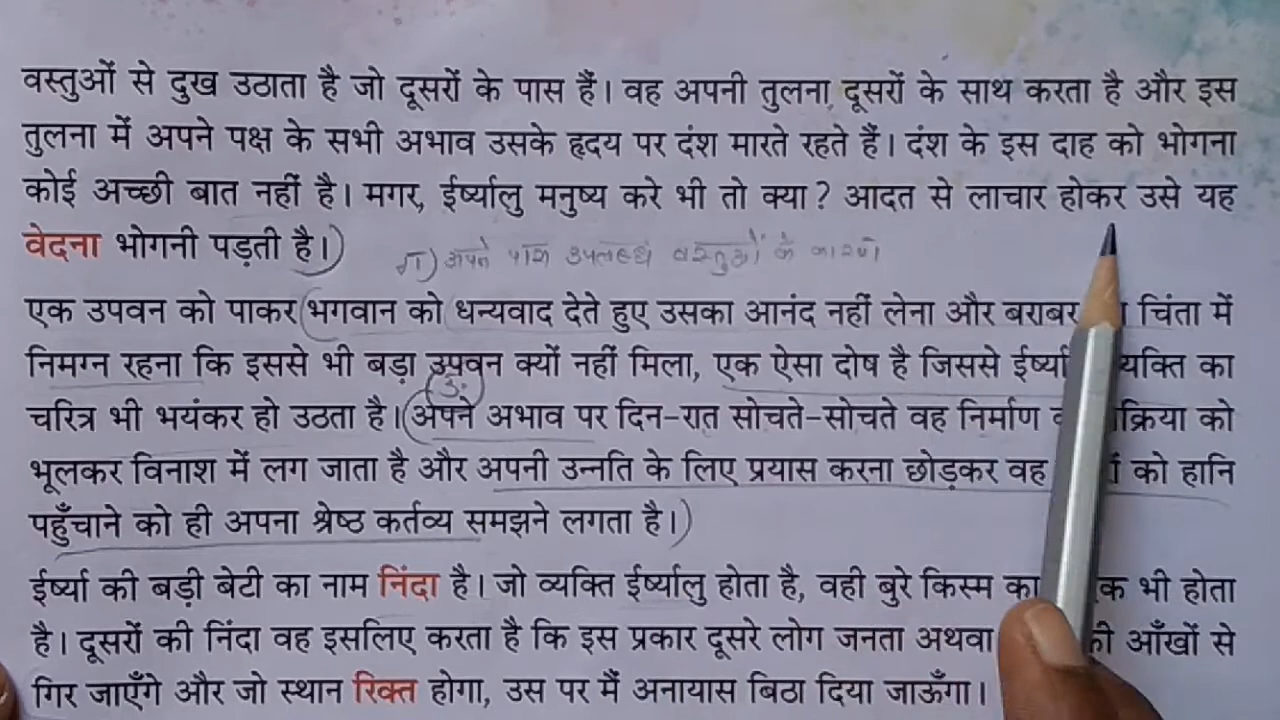 वस्तुओं से दुख उठाता है जो दूसरों के पास हैं। वह अपनी तुलना दूसरों के साथ करता है और इस
तुलना में अपने पक्ष के सभी अभाव उसके हृदय पर दंश मारते रहते हैं। दंश के इस दाह को भोगना
कोई अच्छी बात नहीं है। मगर, ईर्ष्यालु मनुष्य करे भी तो क्या? आदत से लाचार होकर उसे यह
वेदना भोगनी पड़ती है।)
ग) अपने पास उपलब्ध वस्तुओं के कारण।
एक उपवन को पाकर (भगवान को धन्यवाद देते हुए उसका आनंद नहीं लेना और बराबर चिंता में
निमग्न रहना कि इससे भी बड़ा उपवन क्यों नहीं मिला, एक ऐसा दोष है जिससे का
चरित्र भी भयंकर हो उठता है। (अपने अभाव पर दिन-रात सोचते-सोचते वह निर्माण को
भूलकर विनाश में लग जाता है और अपनी उन्नति के लिए प्रयास करना छोड़कर वह को हानि
पहुँचाने को ही अपना श्रेष्ठ कर्तव्य समझने लगता है।)
ईर्ष्या की बड़ी बेटी का नाम निंदा है। जो व्यक्ति ईर्ष्यालु होता है, वही बुरे किस्म का भी होता
है। दूसरों की निंदा वह इसलिए करता है कि इस प्रकार दूसरे लोग जनता अथवा आँखों से
गिर जाएँगे और जो स्थान रिक्त होगा, उस पर मैं अनायास बिठा दिया जाऊँगा।